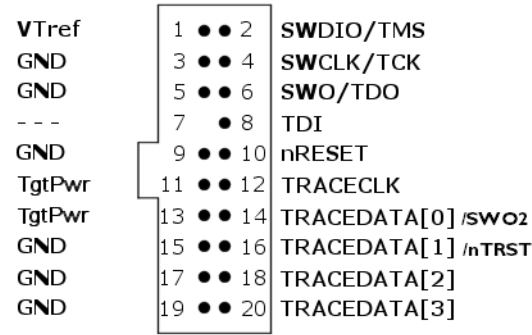 VTref 1 2 SWDIO/TMS
GND 3 4 SWCLK/TCK
GND 5 6 SWO/TDO
--- 7 8 TDI
GND 9 10 nRESET
TgtPwr 11 12 TRACECLK
TgtPwr 13 14 TRACEDATA[0]/SWO2
GND 15 16 TRACEDATA[1]/nTRST
GND 17 18 TRACEDATA[2]
GND 19 20 TRACEDATA[3]